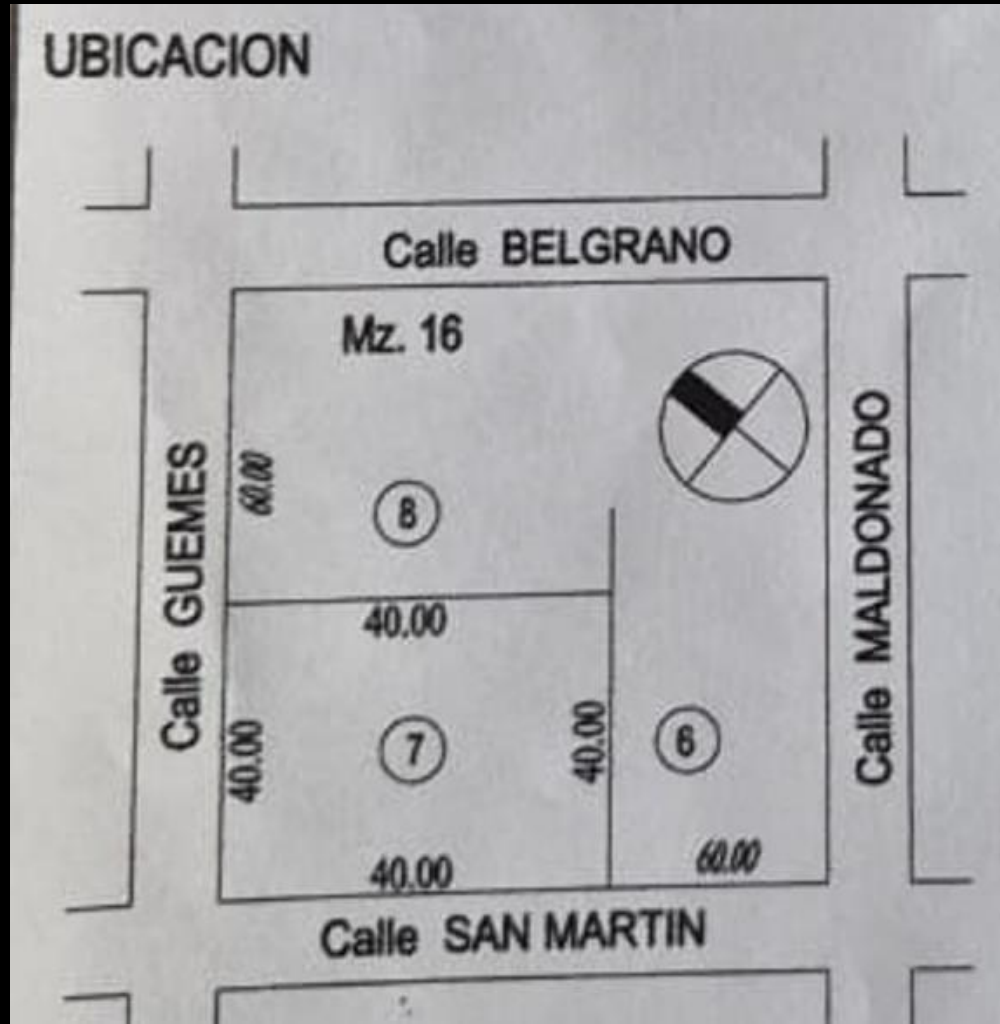 UBICACION
Calle BELGRANO
Mz. 16
Calle GUEMES
60.00
8
Calle MALDONADO
40.00
40.00
7
40.00
6
40.00
60.00
Calle SAN MARTIN